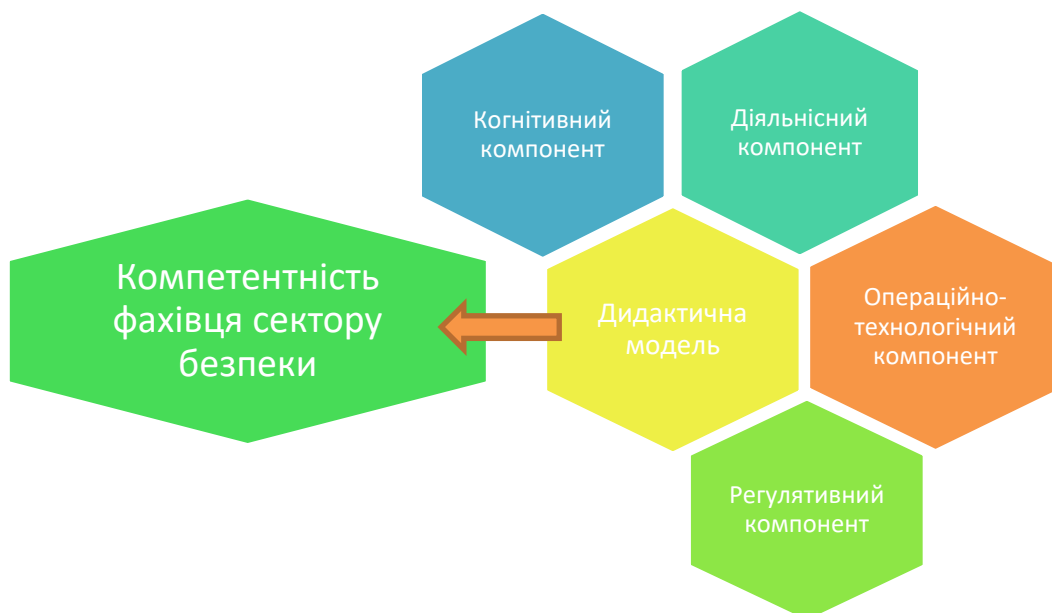 Когнітивний
компонент
Діяльнісний
компонент
Компетентність
фахівця сектору
безпеки
Дидактична
модель
Операційно-
технологічний
компонент
Регулятивний
компонент